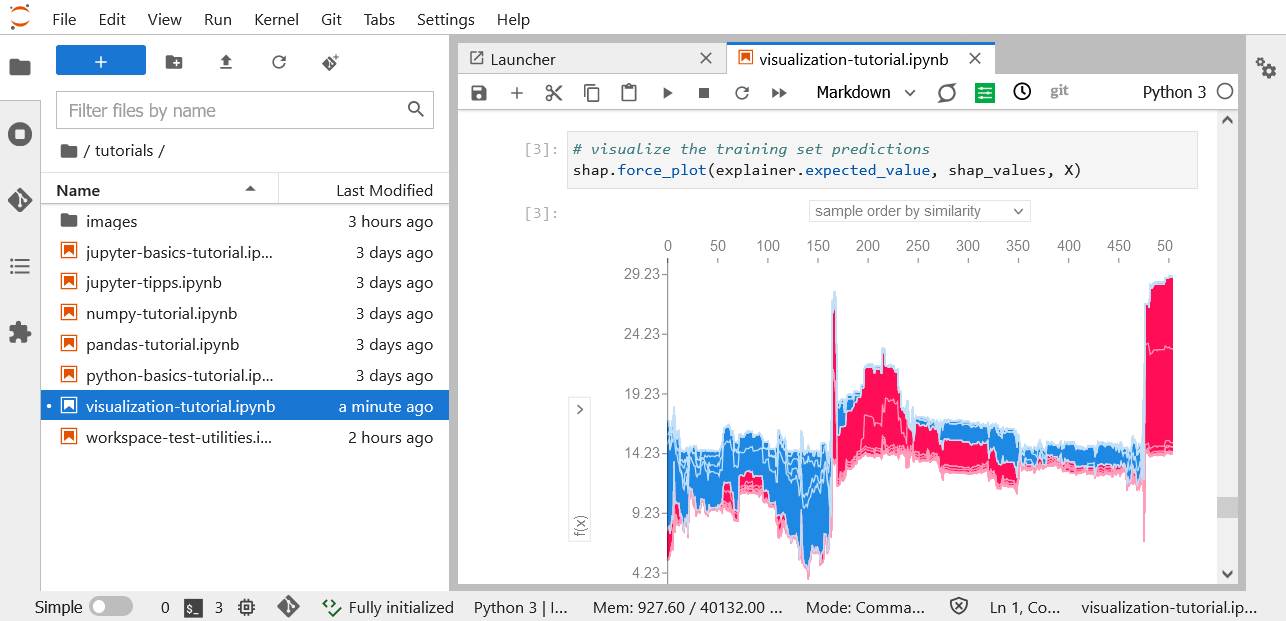 File Edit View Run Kernel Git Tabs Settings Help
Launcher
visualization-tutorial.ipynb
Filter files by name
/ tutorials /
Name Last Modified
images 3 hours ago
jupyter-basics-tutorial.ip... 3 days ago
jupyter-tipps.ipynb 3 days ago
numpy-tutorial.ipynb 3 days ago
pandas-tutorial.ipynb 3 days ago
python-basics-tutorial.ip... 3 days ago
visualization-tutorial.ipynb a minute ago
workspace-test-utilities.i... 2 hours ago
Markdown git Python 3
[3]: # visualize the training set predictions
shap.force_plot(explainer.expected_value, shap_values, X)
[3]: sample order by similarity
0 50 100 150 200 250 300 350 400 450 50
29.23
24.23
19.23
14.23
9.23
4.23
f(x)
Simple 0 $_ 3 Fully initialized Python 3 | I... Mem: 927.60 / 40132.00 ... Mode: Comma... Ln 1, Co... visualization-tutorial.ip...